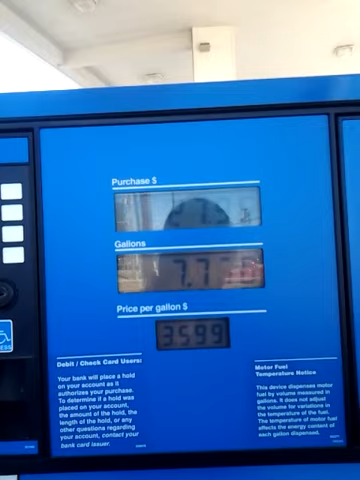 Purchase $
Gallons
7.7
Price per gallon $
3599
Debit / Check Card Users:
Your bank will place a hold
on your account as it
authorizes your purchase.
To determine if a hold was
placed on your account,
the amount of the hold, the
length of the hold, or any
other questions regarding
your account, contact your
bank card issuer.
Motor Fuel
Temperature Notice
This device dispenses motor
fuel by volume measured in
gallons. It does not adjust
the volume for variations in
the temperature of the fuel.
The temperature of motor fuel
affects the energy content of
each gallon dispensed.